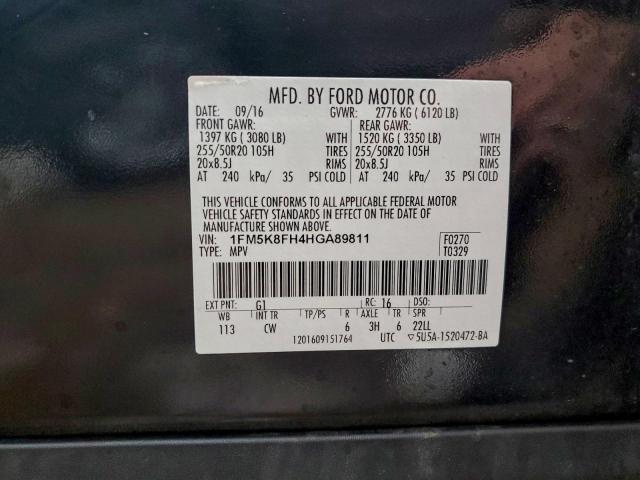 MFD. BY FORD MOTOR CO.
DATE: 09/16 GVWR: 2776 KG ( 6120 LB)
FRONT GAWR: REAR GAWR:
1397 KG ( 3080 LB) WITH 1520 KG ( 3350 LB) WITH
255/50R20 105H TIRES 255/50R20 105H TIRES
20x8.5J RIMS 20x8.5J RIMS
AT 240 kPa/ 35 PSI COLD AT 240 kPa/ 35 PSI COLD
THIS VEHICLE CONFORMS TO ALL APPLICABLE FEDERAL MOTOR
VEHICLE SAFETY STANDARDS IN EFFECT ON THE DATE OF
MANUFACTURE SHOWN ABOVE.
VIN: 1FM5K8FH4HGA89811 F0270
TYPE: MPV T0329
EXT PNT: G1 RC: 16 DSO:
WB INT TR TP/PS R AXLE TR SPR
113 CW 6 3H 6 22LL
1201609151764 UTC ▽5U5A-1520472-BA